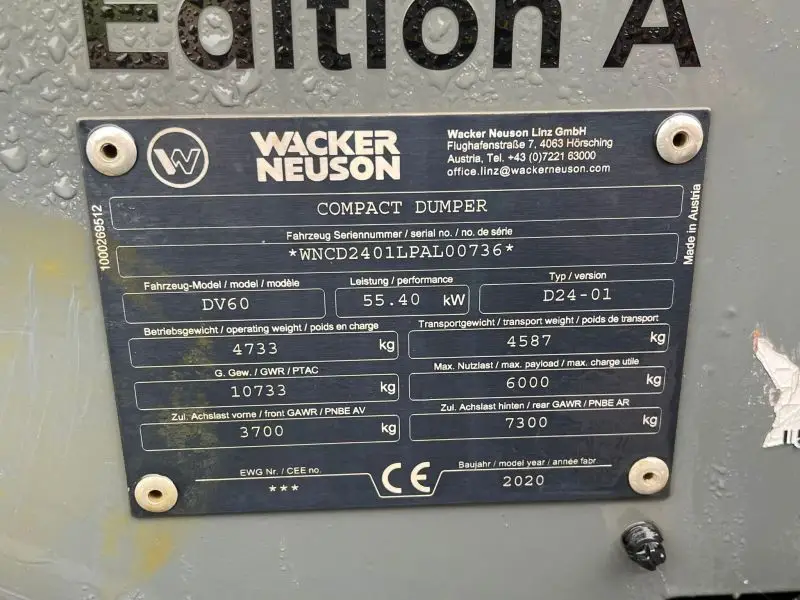 Edition A
WACKER
NEUSON
Wacker Neuson Linz GmbH
Flughafenstraße 7, 4063 Hörsching
Austria, Tel. +43 (0)7221 63000
office.linz@wackerneuson.com
COMPACT DUMPER
1000269512
Made in Austria
Fahrzeug Seriennummer / serial no. / no. de série
*WNCD2401LPAL00736*
Fahrzeug-Model / model / modèle
Leistung / performance
Typ / version
DV60
55.40 kW
D24-01
Betriebsgewicht / operating weight / poids en charge
Transportgewicht / transport weight / poids de transport
4733 kg
4587 kg
G. Gew. / GWR / PTAC
Max. Nutzlast / max. payload / max. charge utile
10733 kg
6000 kg
Zul. Achslast vorne / front GAWR / PNBE AV
Zul. Achslast hinten / rear GAWR / PNBE AR
3700 kg
7300 kg
EWG Nr. / CEE no.
CE
Baujahr / model year / année fabr
***
2020